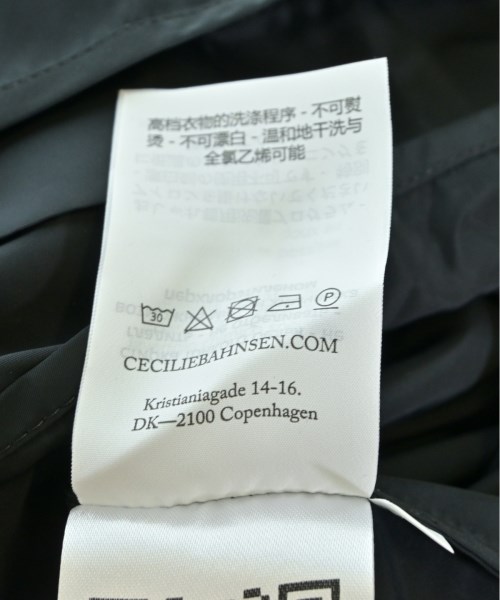 高档衣物的洗涤程序 - 不可熨
烫 - 不可漂白 - 温和地干洗与
全氯乙烯可能
30 P
CECILIEBAHNSEN.COM
Kristianiagade 14-16.
DK—2100 Copenhagen